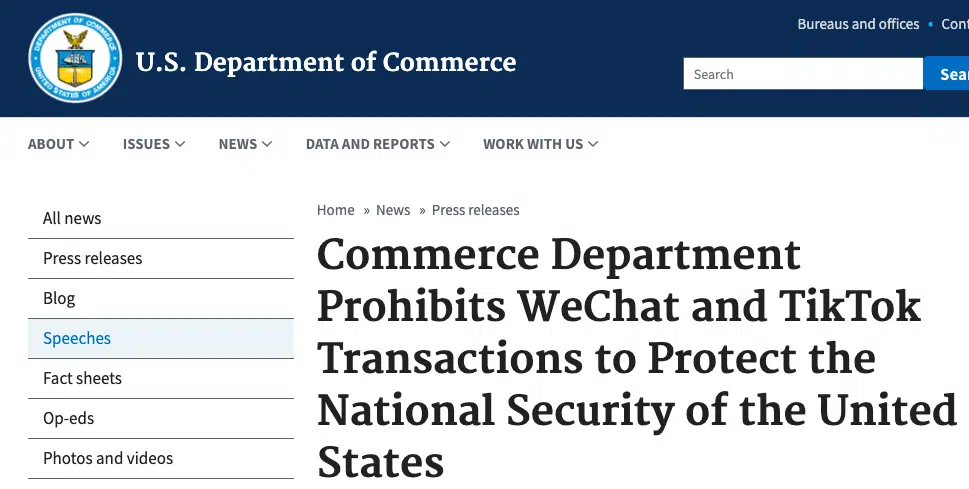 Bureaus and offices • Cont
DEPARTMENT OF COMMERCE
UNITED STATES OF AMERICA
U.S. Department of Commerce
Search
Sear
ABOUT
ISSUES
NEWS
DATA AND REPORTS
WORK WITH US
All news
Press releases
Blog
Speeches
Fact sheets
Op-eds
Photos and videos
Home » News » Press releases
Commerce Department
Prohibits WeChat and TikTok
Transactions to Protect the
National Security of the United
States